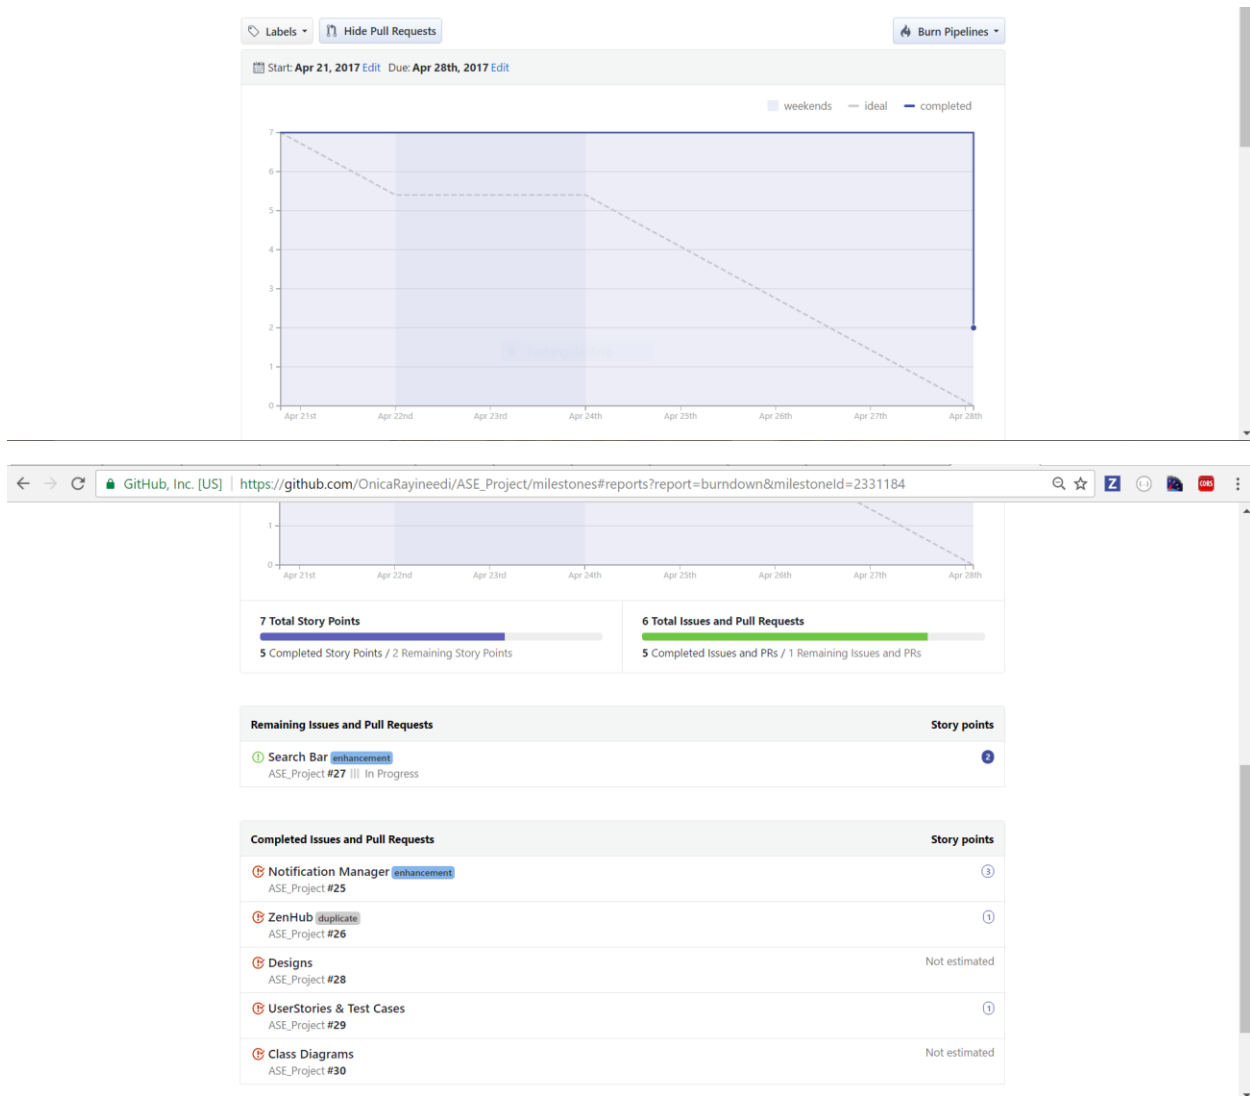 Labels Hide Pull Requests Burn Pipelines
Start: Apr 21, 2017 Edit Due: Apr 28th, 2017 Edit
weekends ideal completed
7
6
5
4
3
2
1
0
Apr 21st Apr 22nd Apr 23rd Apr 24th Apr 25th Apr 26th Apr 27th Apr 28th
GitHub, Inc. [US] https://github.com/OnicaRayineedi/ASE_Project/milestones#reports?report=burndown&milestoneId=2331184
Z CORS
1
0
Apr 21st Apr 22nd Apr 23rd Apr 24th Apr 25th Apr 26th Apr 27th Apr 28th
7 Total Story Points 6 Total Issues and Pull Requests
5 Completed Story Points / 2 Remaining Story Points 5 Completed Issues and PRs / 1 Remaining Issues and PRs
Remaining Issues and Pull Requests Story points
Search Bar enhancement 2
ASE_Project #27 In Progress
Completed Issues and Pull Requests Story points
Notification Manager enhancement 3
ASE_Project #25
ZenHub duplicate 1
ASE_Project #26
Designs Not estimated
ASE_Project #28
UserStories & Test Cases 1
ASE_Project #29
Class Diagrams Not estimated
ASE_Project #30